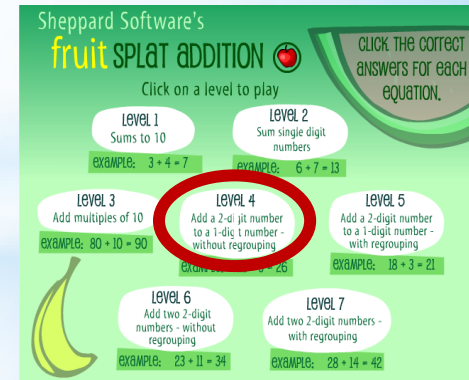 Sheppard Software's
fruit SPLAT ADDITION
CLICK THE CORRECT
ANSWERS FOR EACH
EQUATION.
Click on a level to play
LEVEL 1
Sums to 10
EXAMPLE: 3 + 4 = 7
LEVEL 2
Sum single digit
numbers
EXAMPLE: 6 + 7 = 13
LEVEL 3
Add multiples of 10
EXAMPLE: 80 + 10 = 90
LEVEL 4
Add a 2-digit number
to a 1-digit number -
without regrouping
= 26
LEVEL 5
Add a 2-digit number
to a 1-digit number -
with regrouping
EXAMPLE: 18 + 3 = 21
LEVEL 6
Add two 2-digit
numbers - without
regrouping
EXAMPLE: 23 + 11 = 34
LEVEL 7
Add two 2-digit numbers -
with regrouping
EXAMPLE: 28 + 14 = 42